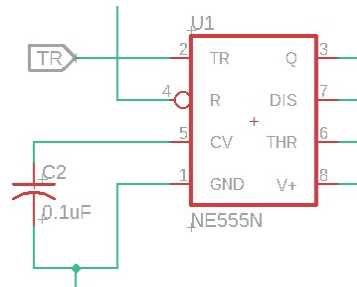 U1
TR
2 TR Q 3
4 R DIS 7
5 CV THR 6
1 GND V+ 8
C2
0.1uF
NE555N